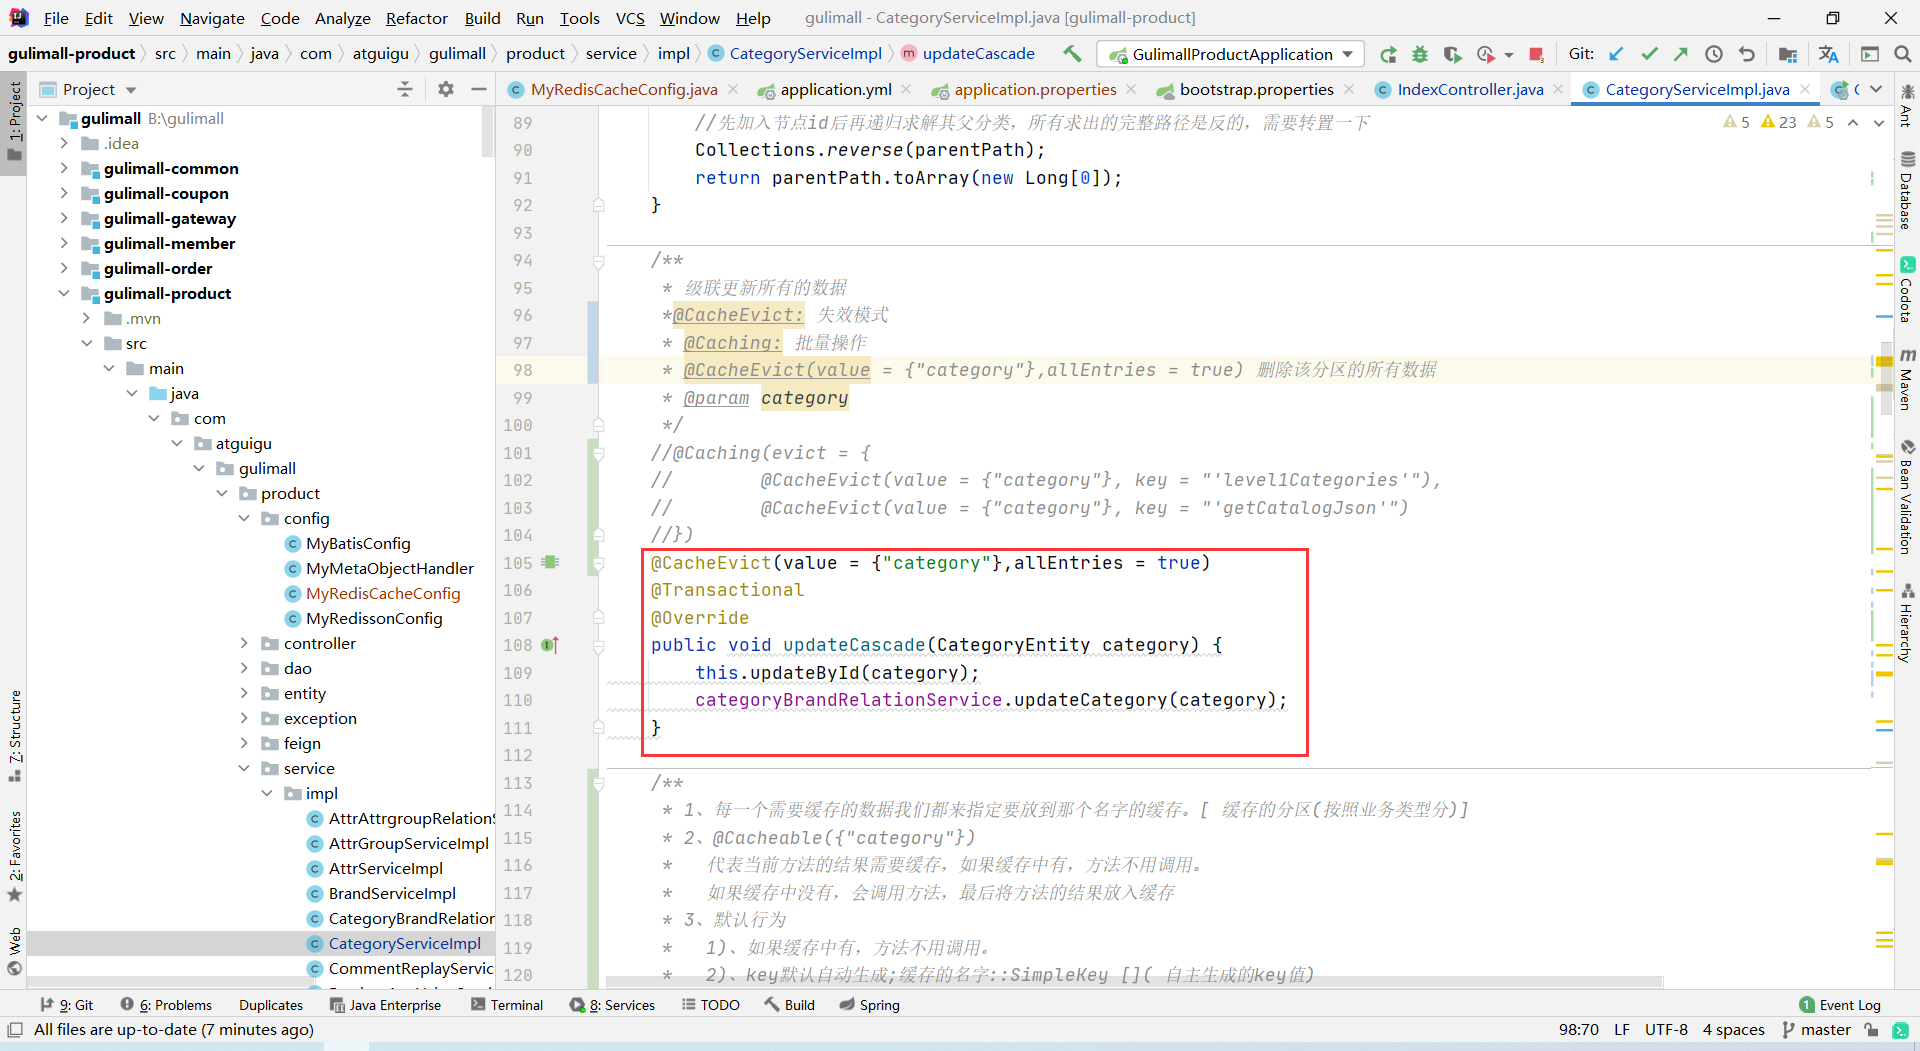 File Edit View Navigate Code Analyze Refactor Build Run Tools VCS Window Help gulimall - CategoryServiceImpl.java [gulimall-product]
gulimall-product src main java com atguigu gulimall product service impl CategoryServiceImpl updateCascade GulimallProductApplication Git:
Project MyRedisCacheConfig.java application.yml application.properties bootstrap.properties IndexController.java CategoryServiceImpl.java
1: Project
7: Structure
2: Favorites
Web
gulimall B:\gulimall
.idea
gulimall-common
gulimall-coupon
gulimall-gateway
gulimall-member
gulimall-order
gulimall-product
.mvn
src
main
java
com
atguigu
gulimall
product
config
MyBatisConfig
MyMetaObjectHandler
MyRedisCacheConfig
MyRedissonConfig
controller
dao
entity
exception
feign
service
impl
AttrAttrgroupRelationS
AttrGroupServiceImpl
AttrServiceImpl
BrandServiceImpl
CategoryBrandRelation
CategoryServiceImpl
CommentReplayServic
5 23 5
89 //先加入节点id后再递归求解其父分类，所有求出的完整路径是反的，需要转置一下
90 Collections.reverse(parentPath);
91 return parentPath.toArray(new Long[0]);
92 }
93
94 /**
95 * 级联更新所有的数据
96 *@CacheEvict: 失效模式
97 * @Caching: 批量操作
98 * @CacheEvict(value = {"category"},allEntries = true) 删除该分区的所有数据
99 * @param category
100 */
101 //@Caching(evict = {
102 // @CacheEvict(value = {"category"}, key = "'level1Categories'"),
103 // @CacheEvict(value = {"category"}, key = "'getCatalogJson'")
104 //})
105 @CacheEvict(value = {"category"},allEntries = true)
106 @Transactional
107 @Override
108 public void updateCascade(CategoryEntity category) {
109 this.updateById(category);
110 categoryBrandRelationService.updateCategory(category);
111 }
112
113 /**
114 * 1、每一个需要缓存的数据我们都来指定要放到那个名字的缓存。[ 缓存的分区(按照业务类型分)]
115 * 2、@Cacheable({"category"})
116 * 代表当前方法的结果需要缓存，如果缓存中有，方法不用调用。
117 * 如果缓存中没有，会调用方法，最后将方法的结果放入缓存
118 * 3、默认行为
119 * 1)、如果缓存中有，方法不用调用。
120 * 2)、key默认自动生成;缓存的名字::SimpleKey []( 自主生成的key值)
Ant
Database
Codota
Maven
Bean Validation
Hierarchy
9: Git 6: Problems Duplicates Java Enterprise Terminal 8: Services TODO Build Spring 1 Event Log
All files are up-to-date (7 minutes ago) 98:70 LF UTF-8 4 spaces master